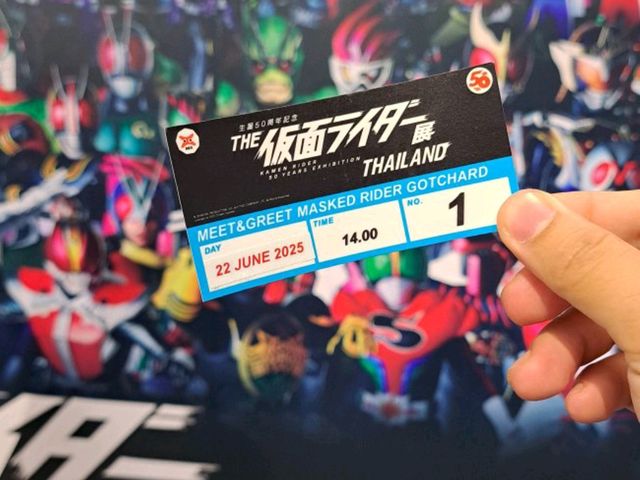 生誕50周年記念
THE 仮面ライダー展
KAMEN RIDER
50 YEARS EXHIBITION
THAILAND
MEET&GREET MASKED RIDER GOTCHARD
DAY
TIME
NO.
22 JUNE 2025
14.00
1